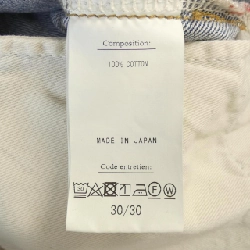 Composition:
100% COTTON
MADE IN JAPAN
Code entretien:
30/30